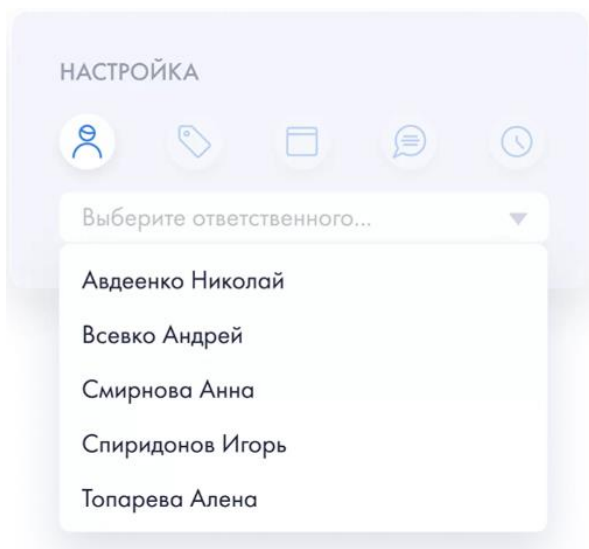 НАСТРОЙКА
Выберите ответственного...
Авдеенко Николай
Всевко Андрей
Смирнова Анна
Спиридонов Игорь
Топарева Алена